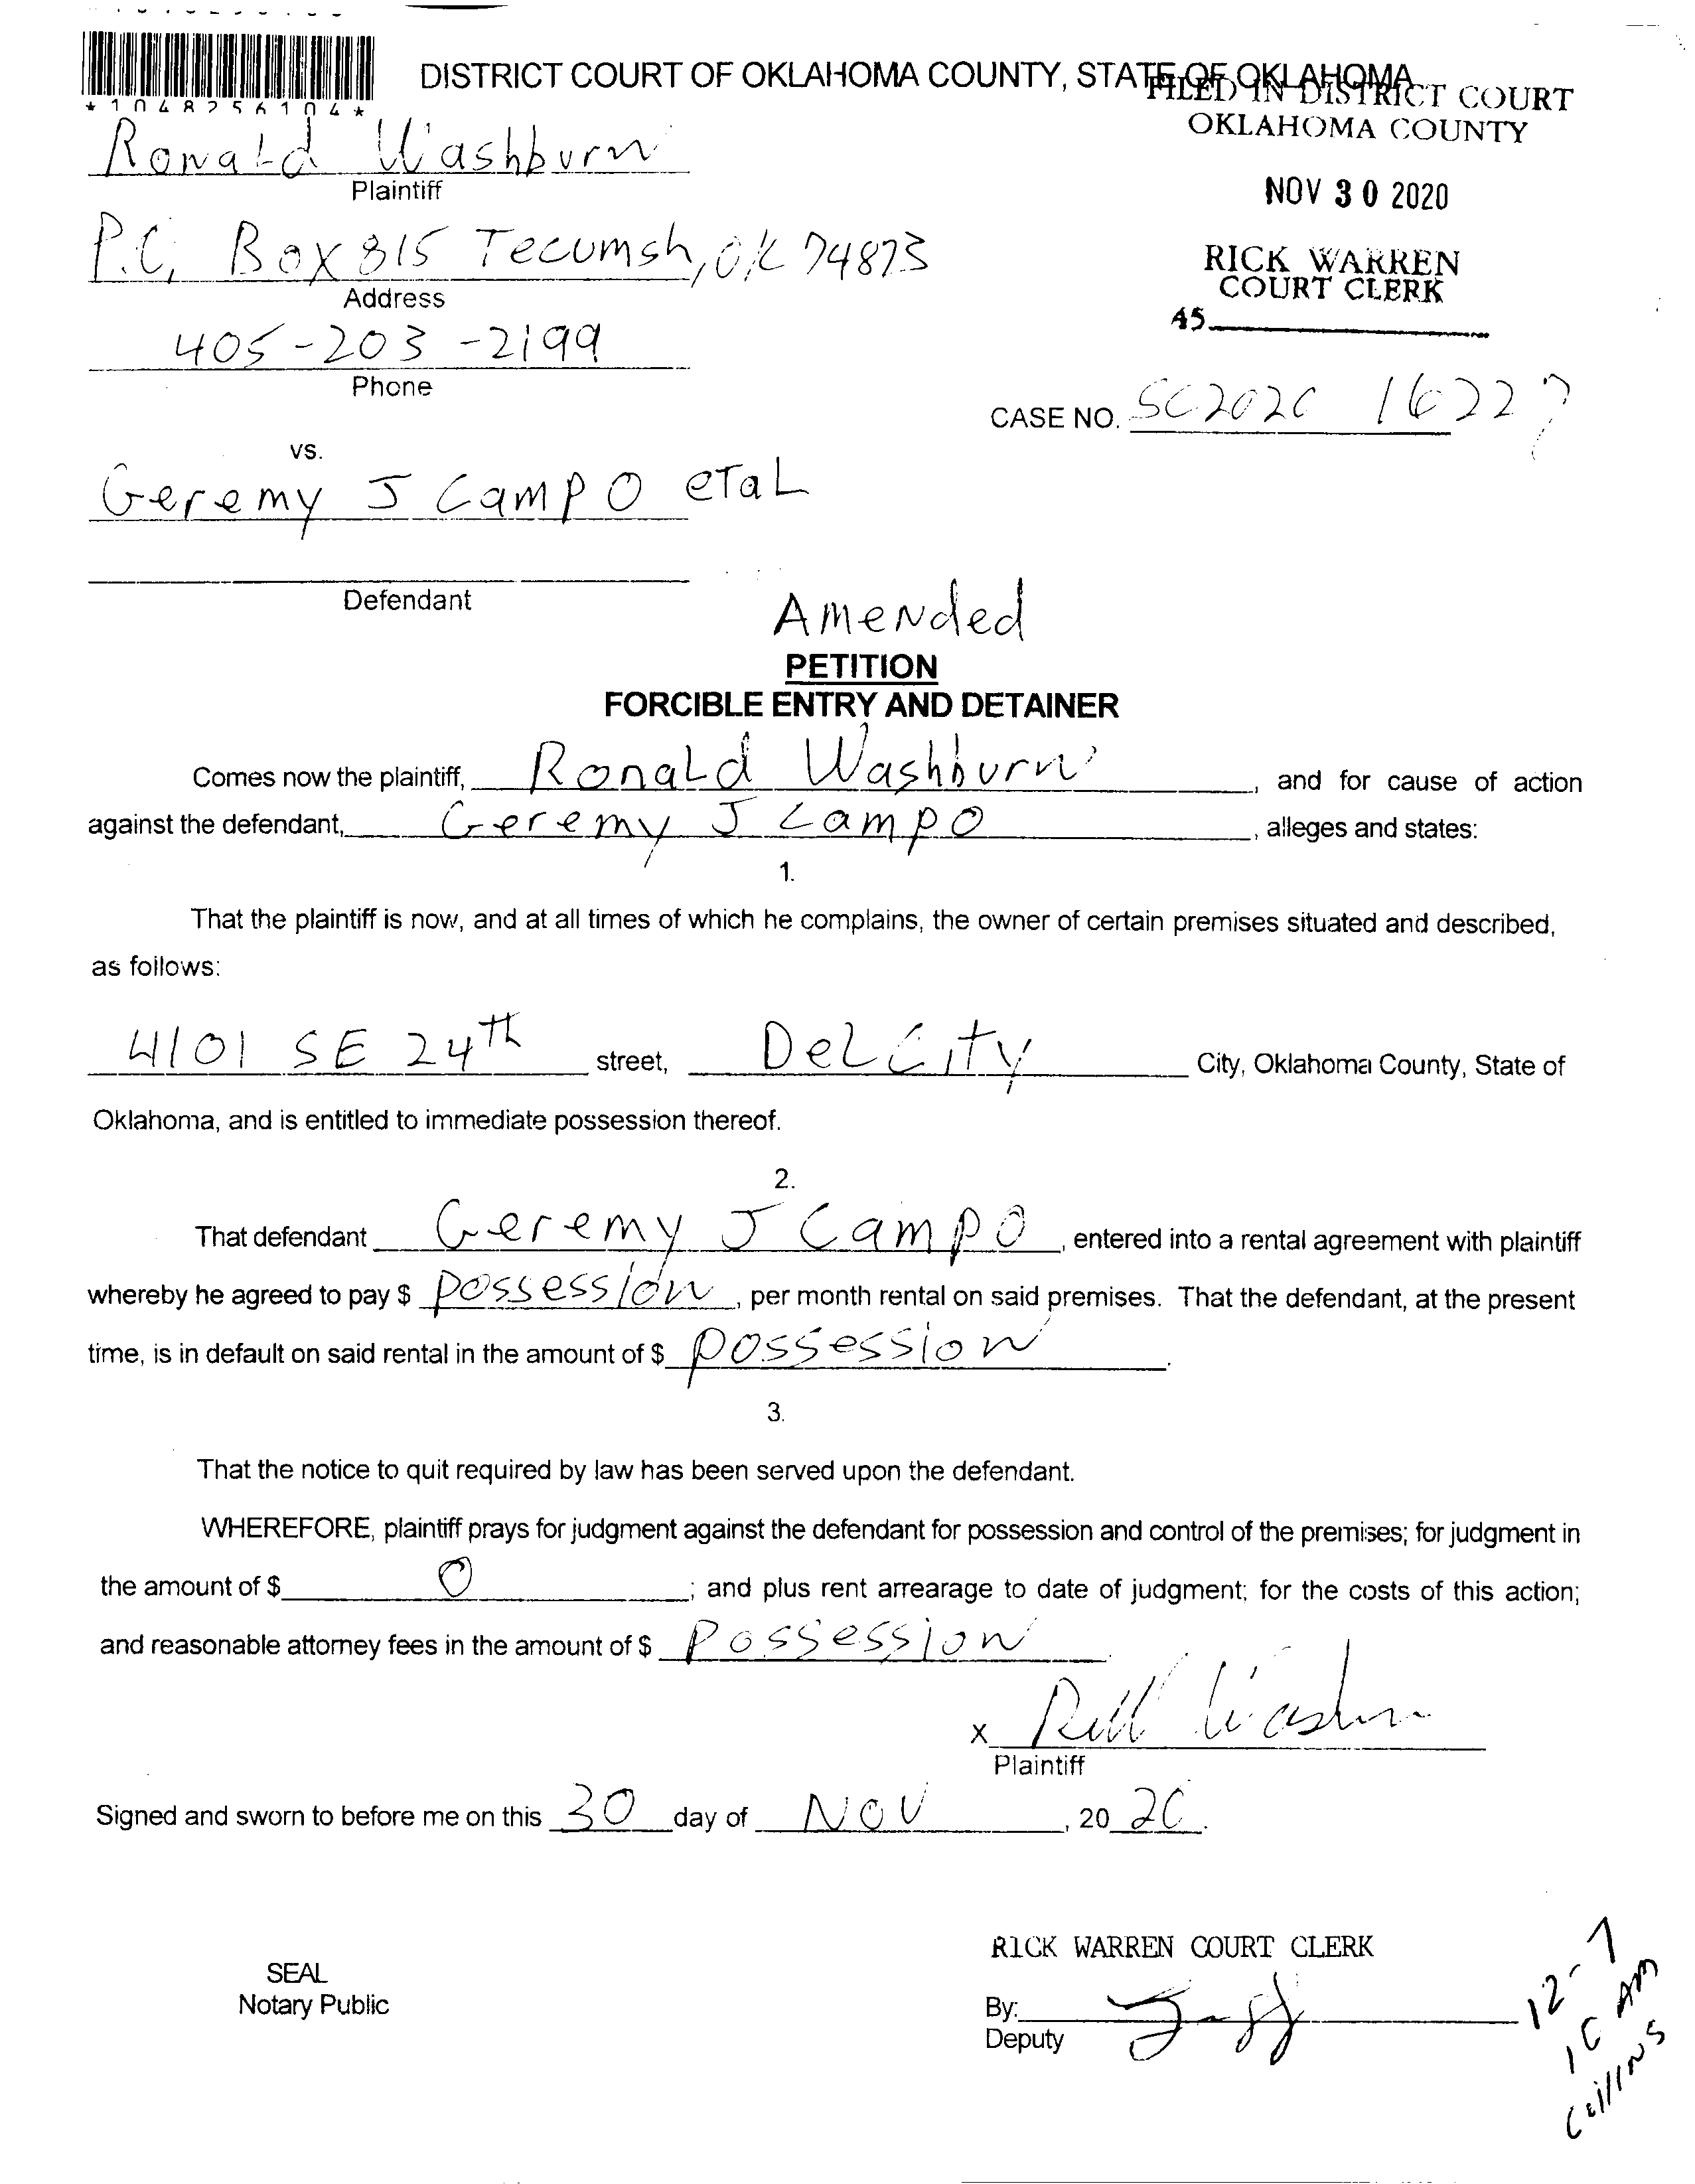 DISTRICT COURT OF OKLAHOMA COUNTY, STATE OF OKLAHOMA
*1048256104*
FILED IN DISTRICT COURT
OKLAHOMA COUNTY
NOV 30 2020
RICK WARREN
COURT CLERK
45
Ronald Washburn
Plaintiff
P.O. Box 815 Tecumsh, OK 74873
Address
405-203-2199
Phone
CASE NO. SC2020 16227
vs.
Geremy J Campo etal
Defendant
Amended
PETITION
FORCIBLE ENTRY AND DETAINER
Comes now the plaintiff, Ronald Washburn, and for cause of action
against the defendant, Geremy J Campo, alleges and states:
1.
That the plaintiff is now, and at all times of which he complains, the owner of certain premises situated and described,
as follows:
4101 SE 24th street, Del City City, Oklahoma County, State of
Oklahoma, and is entitled to immediate possession thereof.
2.
That defendant Geremy J Campo, entered into a rental agreement with plaintiff
whereby he agreed to pay $ possession, per month rental on said premises. That the defendant, at the present
time, is in default on said rental in the amount of $ possession.
3.
That the notice to quit required by law has been served upon the defendant.
WHEREFORE, plaintiff prays for judgment against the defendant for possession and control of the premises; for judgment in
the amount of $ 0; and plus rent arrearage to date of judgment; for the costs of this action;
and reasonable attorney fees in the amount of $ Possession.
X
Plaintiff
Signed and sworn to before me on this 30 day of NOV, 20 20.
SEAL
Notary Public
RICK WARREN COURT CLERK
By:
Deputy
12-7
10 AM
Collins